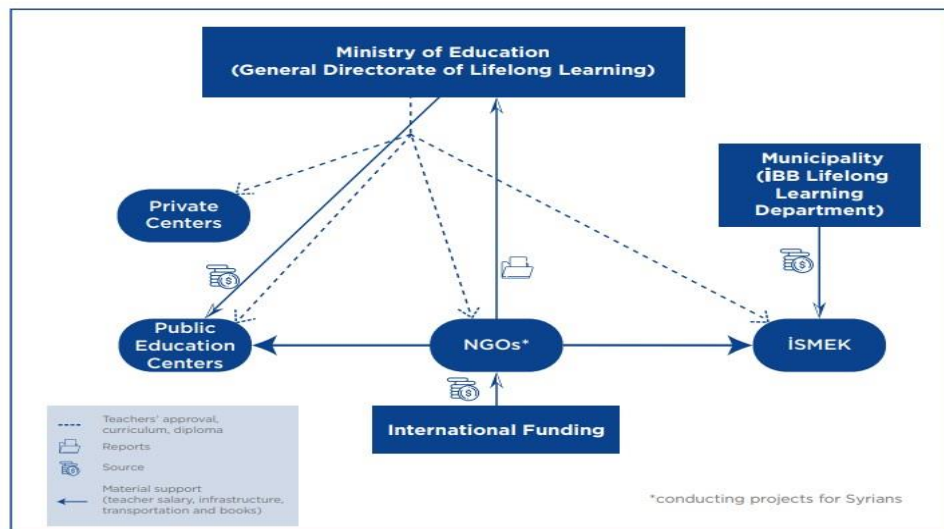 Ministry of Education
(General Directorate of Lifelong Learning)
Municipality
(İBB Lifelong
Learning
Department)
Private
Centers
Public
Education
Centers
NGOs*
İSMEK
International Funding
Teachers' approval,
curriculum, diploma
Reports
Source
Material support
(teacher salary, infrastructure,
transportation and books)
*conducting projects for Syrians